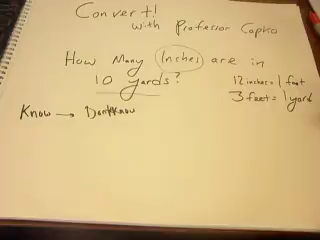 Convert!
with Professor Capko
How Many Inches are in
10 yards?
12 inches = 1 foot
3 feet = 1 yard
Know → Don't Know